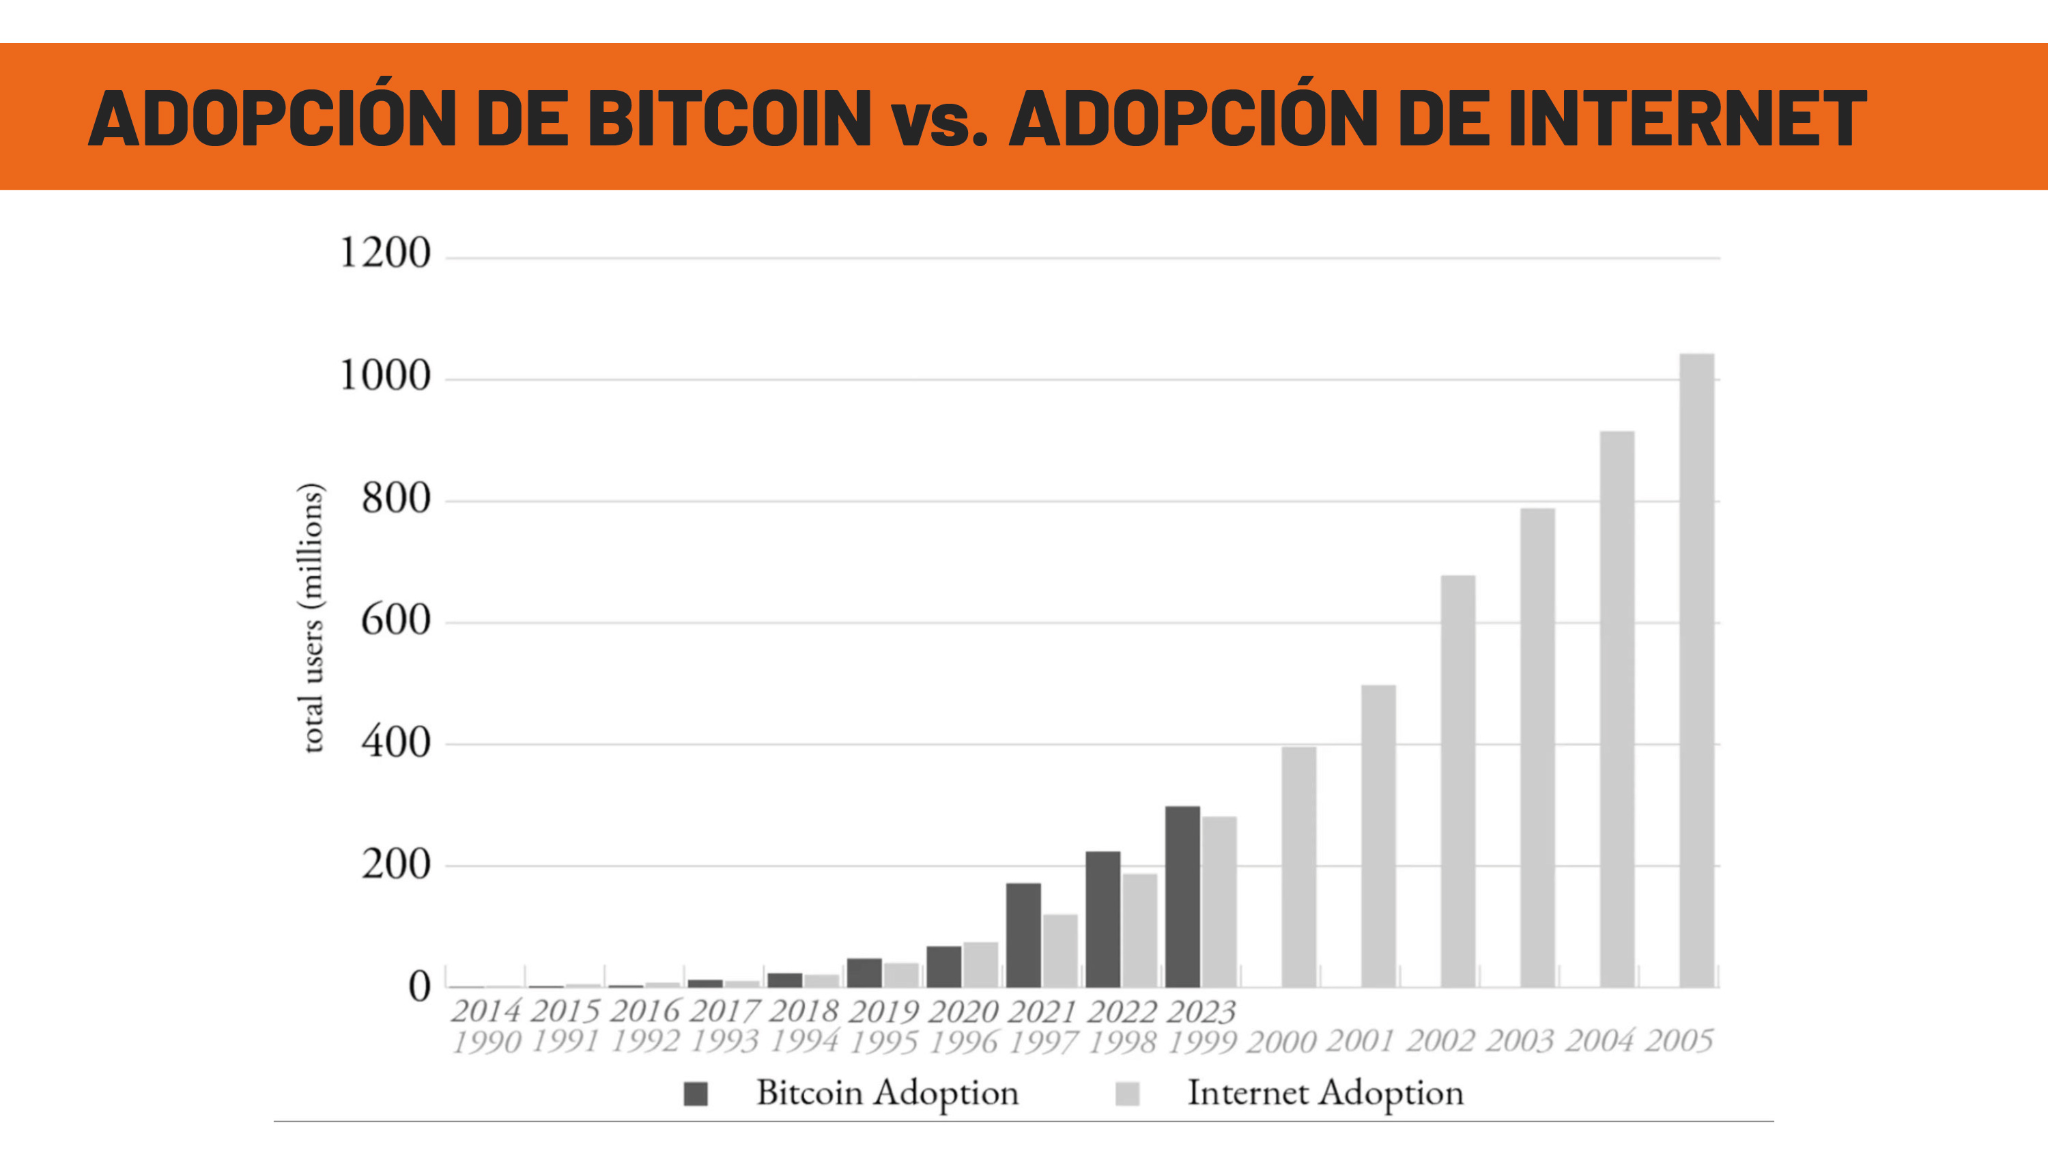 ADOPCIÓN DE BITCOIN vs. ADOPCIÓN DE INTERNET
1200
1000
800
600
400
200
0
total users (millions)
2014 2015 2016 2017 2018 2019 2020 2021 2022 2023
1990 1991 1992 1993 1994 1995 1996 1997 1998 1999 2000 2001 2002 2003 2004 2005
Bitcoin Adoption Internet Adoption